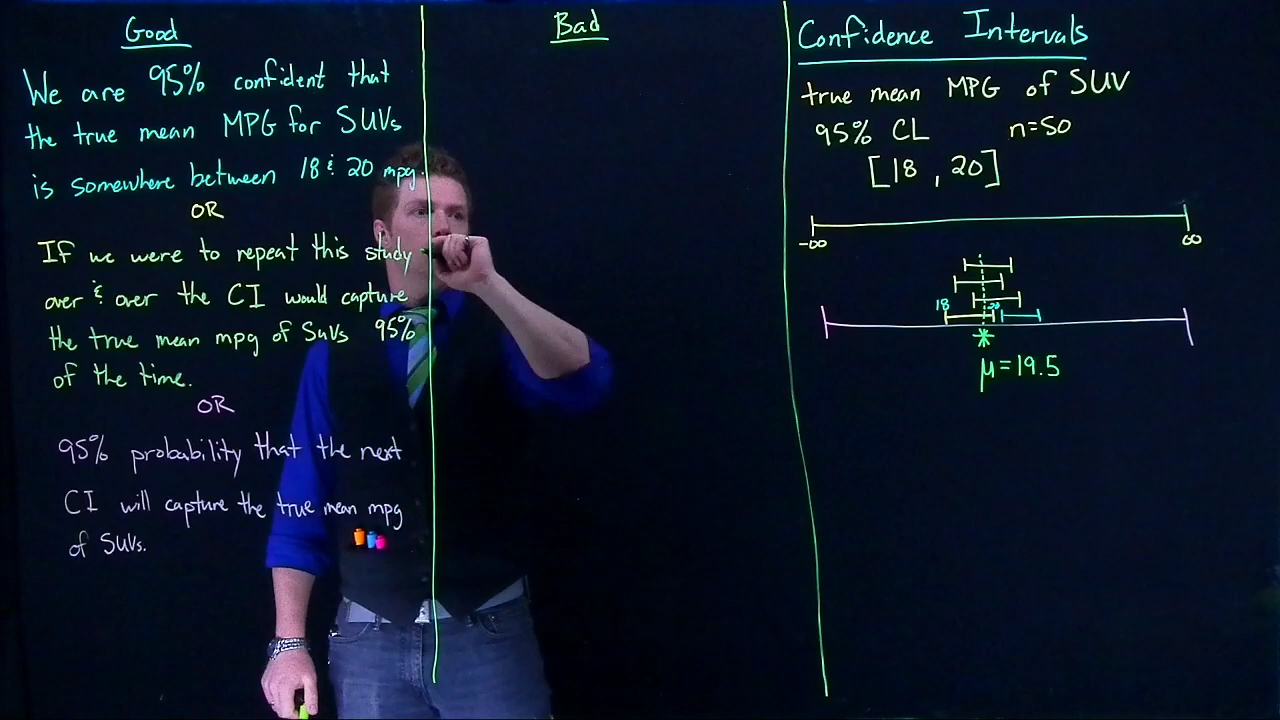 Good
We are 95% confident that
the true mean MPG for SUVs
is somewhere between 18 & 20 mpg.
OR
If we were to repeat this study
over & over the CI would capture
the true mean mpg of SUVs 95%
of the time.
OR
95% probability that the next
CI will capture the true mean mpg
of SUVs.
Bad
Confidence Intervals
true mean MPG of SUV
95% CL n=50
[18, 20]
-∞ ∞
18 20
μ=19.5